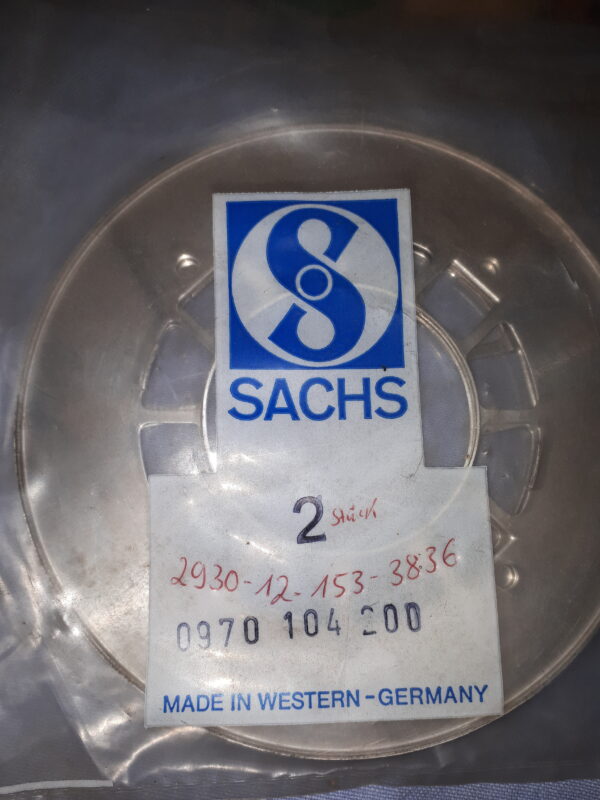 SACHS
2 Stück
2930-12-153-3836
0970 104 200
MADE IN WESTERN-GERMANY